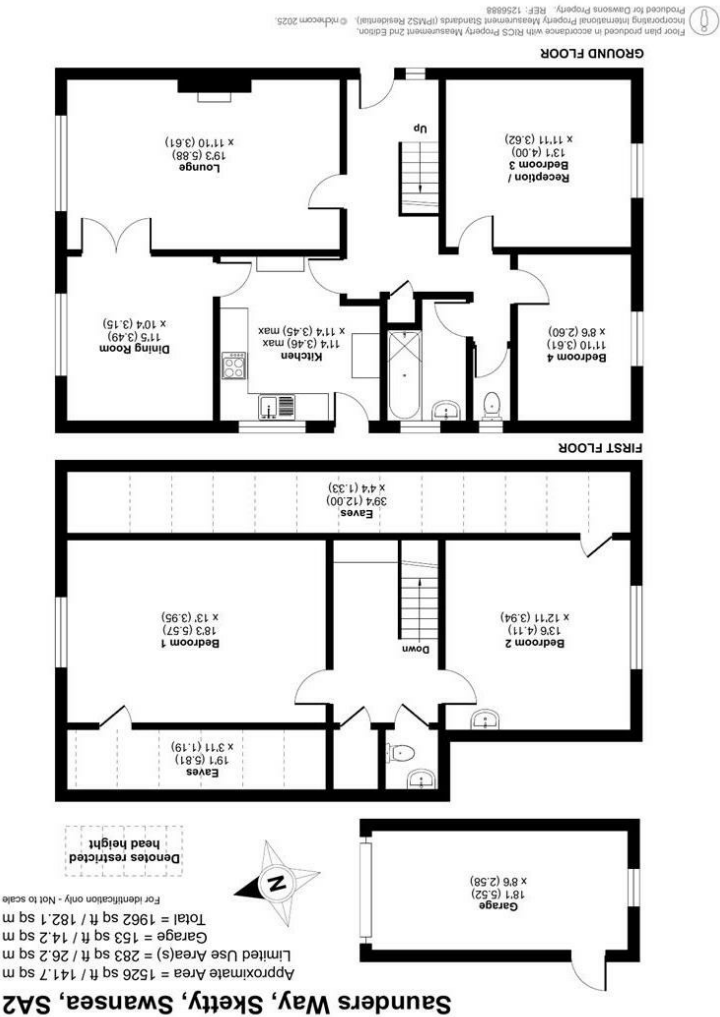 Saunders Way, Sketty, Swansea, SA2
Approximate Area = 1526 sq ft / 141.7 sq m
Limited Use Area(s) = 283 sq ft / 26.2 sq m
Garage = 153 sq ft / 14.2 sq m
Total = 1962 sq ft / 182.1 sq m
For identification only - Not to scale
Garage
18'1 (5.52)
x 8'6 (2.58)
N
Denotes restricted
head height
Eaves
19'1 (5.81)
x 3'11 (1.19)
Down
Bedroom 2
13'6 (4.11)
x 12'11 (3.94)
Bedroom 1
18'3 (5.57)
x 13' (3.95)
Eaves
39'4 (12.00)
x 4'4 (1.33)
FIRST FLOOR
Bedroom 4
11'10 (3.61)
x 8'6 (2.60)
Kitchen
11'4 (3.46) max
x 11'4 (3.45) max
Dining Room
11'5 (3.49)
x 10'4 (3.15)
Reception /
Bedroom 3
13'1 (4.00)
x 11'11 (3.62)
Up
Lounge
19'3 (5.88)
x 11'10 (3.61)
GROUND FLOOR
Floor plan produced in accordance with RICS Property Measurement 2nd Edition,
Incorporating International Property Measurement Standards (IPMS2 Residential). © nichecom 2025.
Produced for Dawsons Property. REF: 1256888